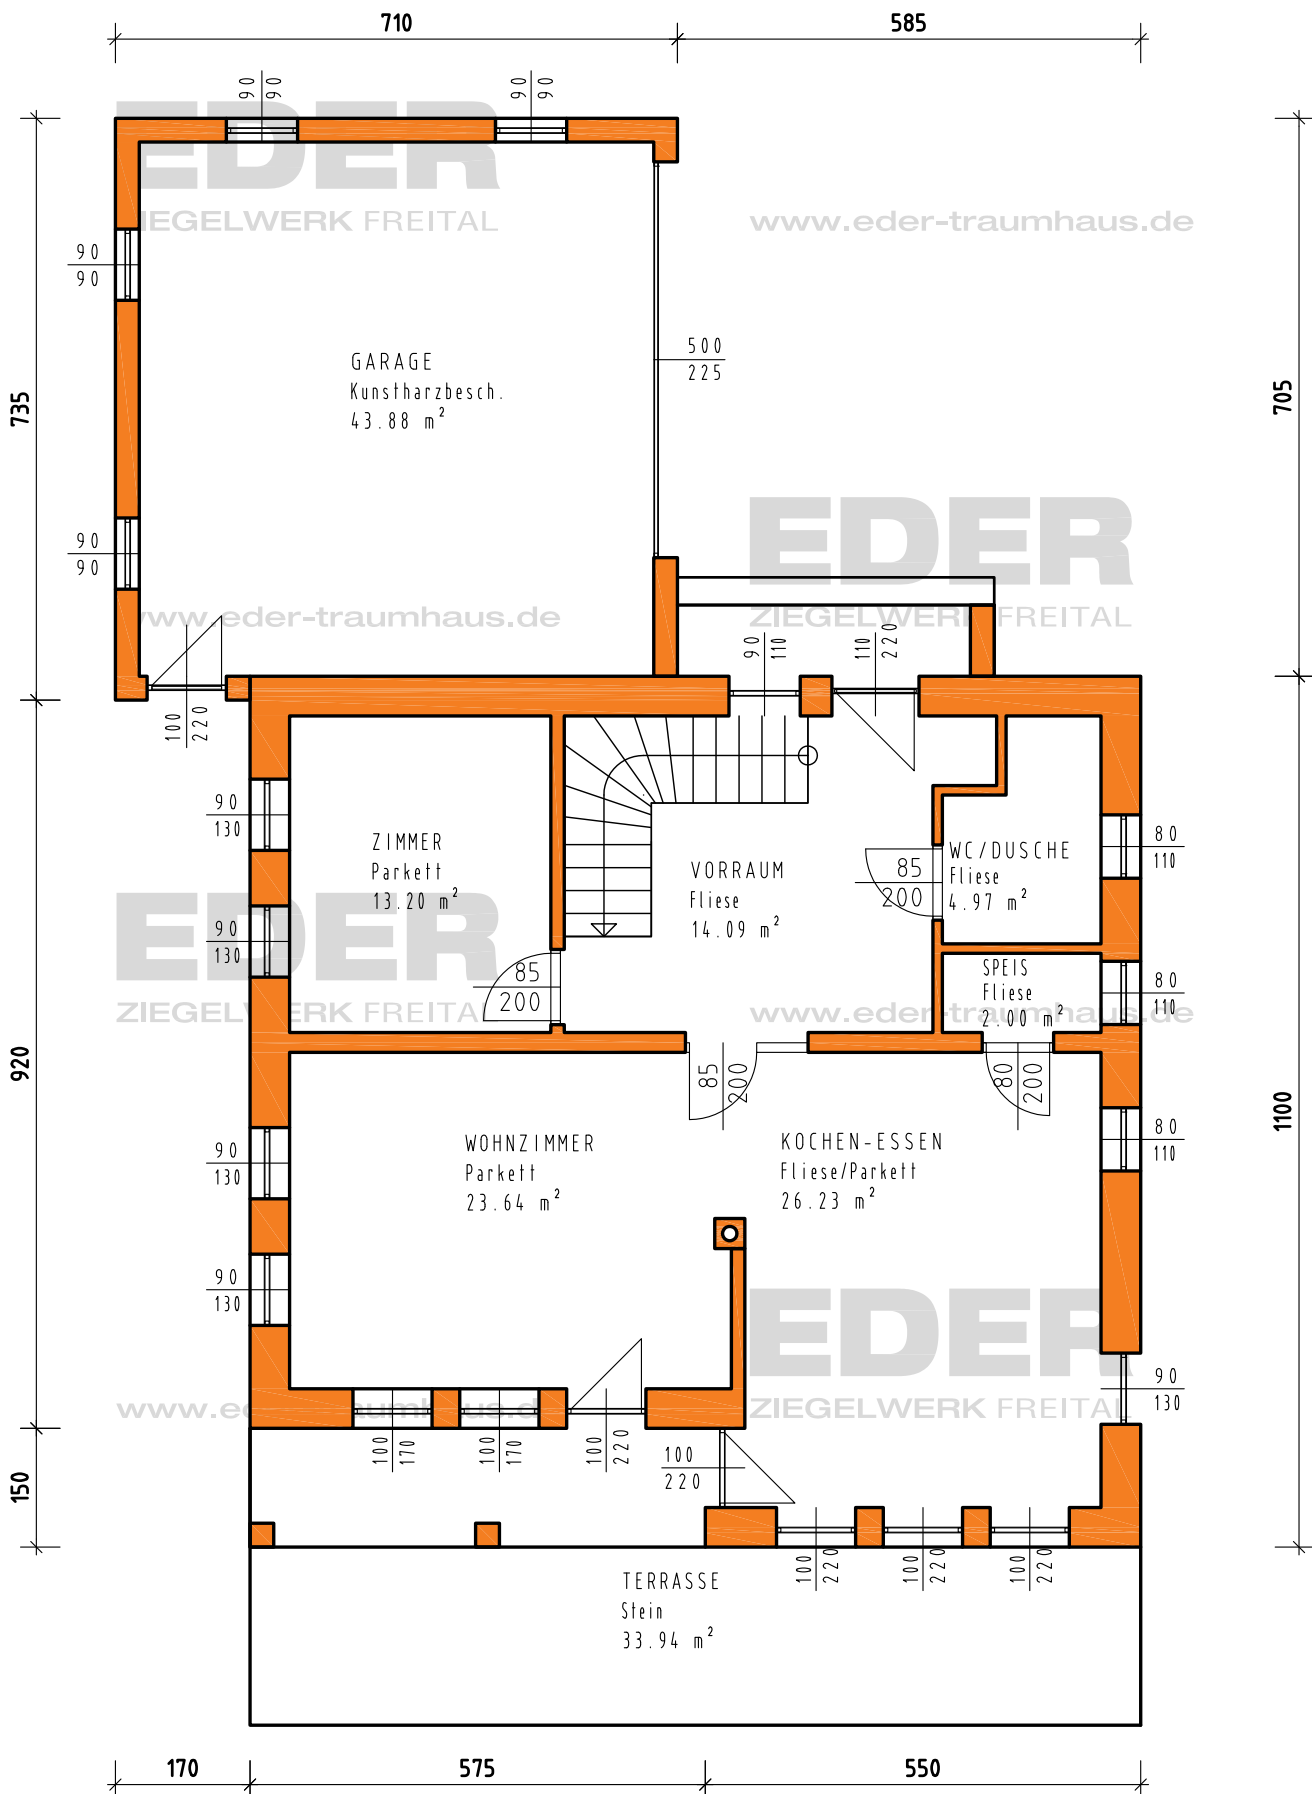 710
585
90
90
90
90
EDER
ZIEGELWERK FREITAL
www.eder-traumhaus.de
90
90
735
705
GARAGE
Kunstharzbesch.
43.88 m²
500
225
90
90
EDER
ZIEGELWERK FREITAL
www.eder-traumhaus.de
90
110
110
220
100
220
90
130
ZIMMER
Parkett
13.20 m²
VORRAUM
Fliese
14.09 m²
85
200
WC/DUSCHE
Fliese
4.97 m²
80
110
EDER
ZIEGELWERK FREITAL
90
130
85
200
SPEIS
Fliese
2.00 m²
80
110
www.eder-traumhaus.de
920
1100
85
200
80
200
WOHNZIMMER
Parkett
23.64 m²
KOCHEN-ESSEN
Fliese/Parkett
26.23 m²
80
110
90
130
90
130
EDER
ZIEGELWERK FREITAL
www.eder-traumhaus.de
90
130
100
170
100
170
100
220
100
220
150
100
220
100
220
100
220
TERRASSE
Stein
33.94 m²
170
575
550